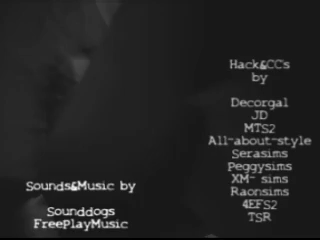 Hack&CC's
by
Decorgal
JD
MTS2
All-about-style
Serasims
Peggysims
XM- sims
Raonsims
4EFS2
TSR
Sounds&Music by
Sounddogs
FreePlayMusic